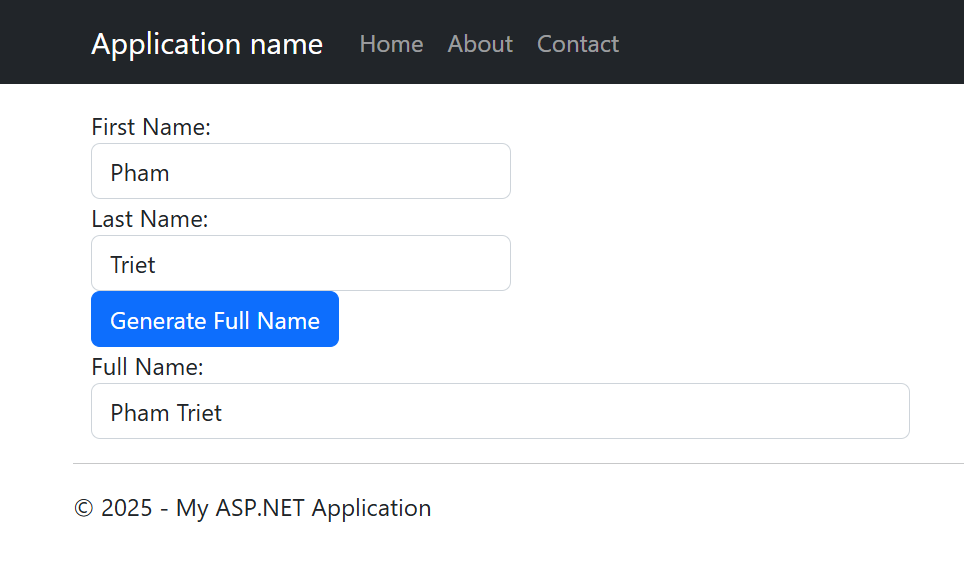 Application name Home About Contact
First Name:
Pham
Last Name:
Triet
Generate Full Name
Full Name:
Pham Triet
© 2025 - My ASP.NET Application